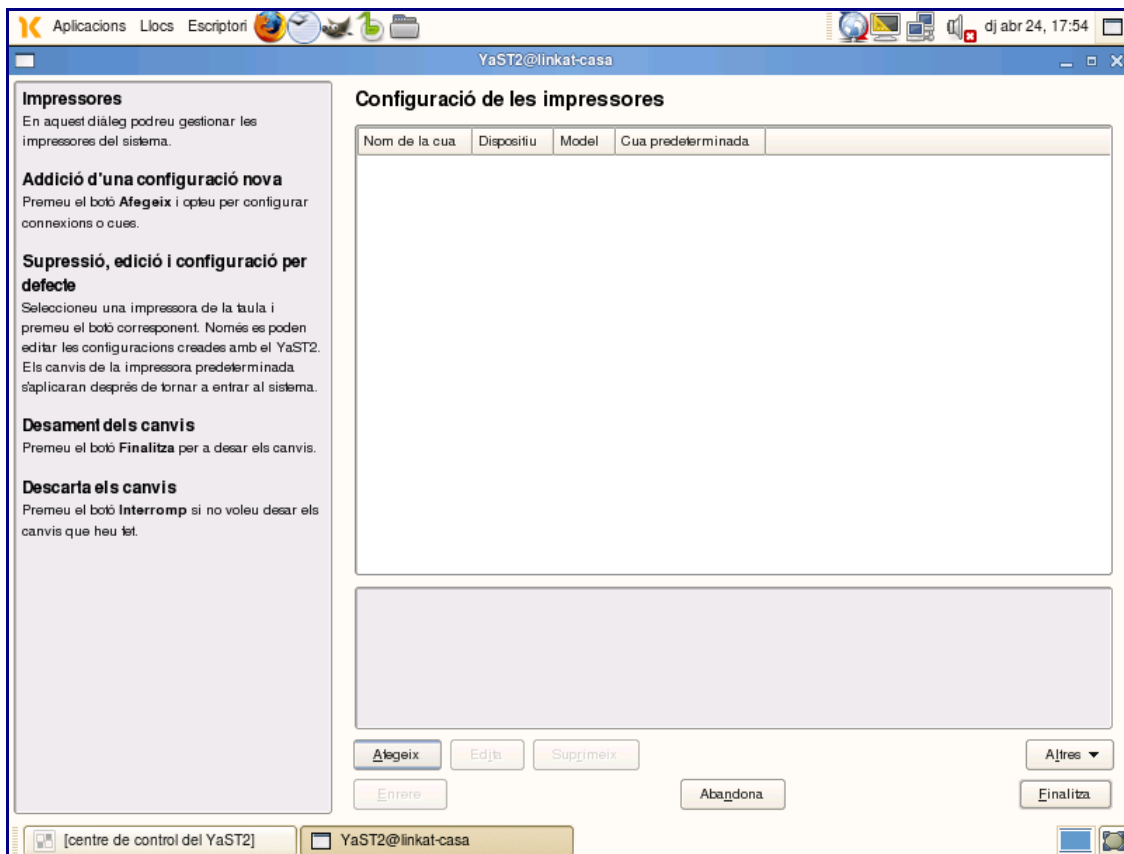 Aplicacions Llocs Escriptori
dj abr 24, 17:54
YaST2@linkat-casa
Impressores
En aquest diàleg podreu gestionar les
impressores del sistema.
Addició d'una configuració nova
Premeu el botó Afegeix i opteu per configurar
connexions o cues.
Supressió, edició i configuració per
defecte
Seleccioneu una impressora de la taula i
premeu el botó corresponent. Només es poden
editar les configuracions creades amb el YaST2.
Els canvis de la impressora predeterminada
s'aplicaran després de tornar a entrar al sistema.
Desament dels canvis
Premeu el botó Finalitza per a desar els canvis.
Descarta els canvis
Premeu el botó Interromp si no voleu desar els
canvis que heu fet.
Configuració de les impressores
Nom de la cua Dispositiu Model Cua predeterminada
Afegeix Edita Suprimeix Altres
Enrere Abandona Finalitza
[centre de control del YaST2] YaST2@linkat-casa